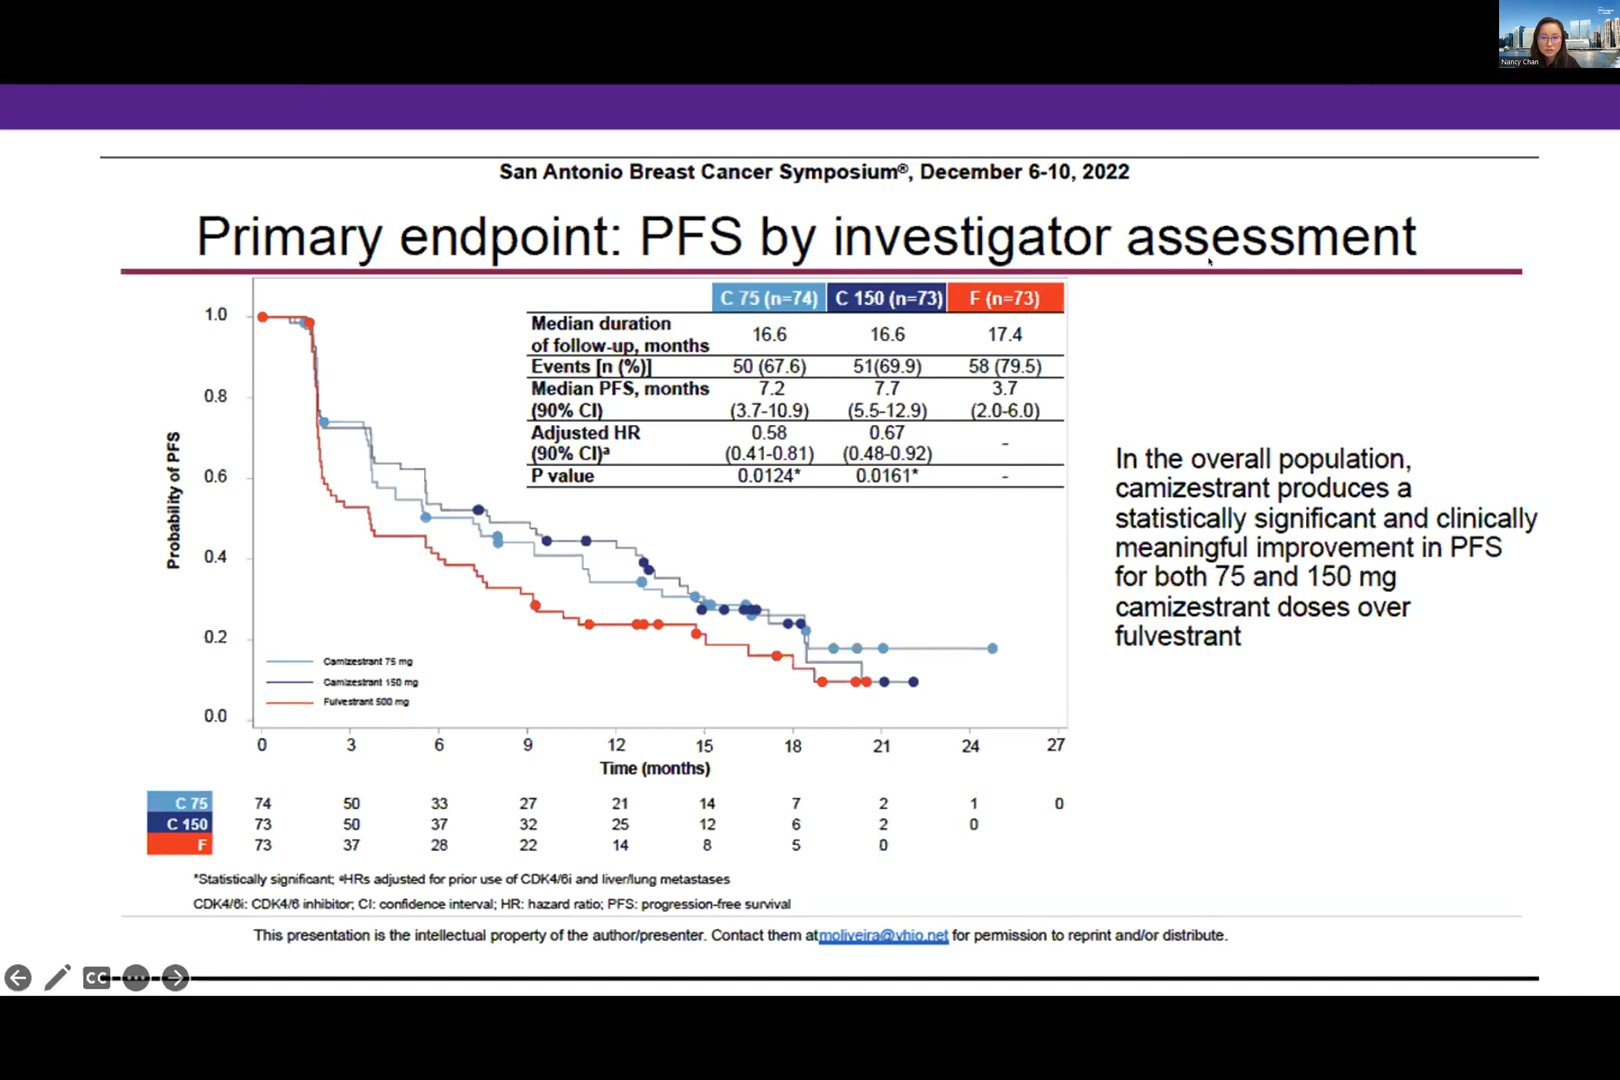 Nancy Chan
San Antonio Breast Cancer Symposium®, December 6-10, 2022
Primary endpoint: PFS by investigator assessment
C 75 (n=74) C 150 (n=73) F (n=73)
Median duration
of follow-up, months 16.6 16.6 17.4
Events [n (%)] 50 (67.6) 51(69.9) 58 (79.5)
Median PFS, months 7.2 7.7 3.7
(90% CI) (3.7-10.9) (5.5-12.9) (2.0-6.0)
Adjusted HR 0.58 0.67 -
(90% CI)ª (0.41-0.81) (0.48-0.92)
P value 0.0124* 0.0161* -
Probability of PFS
1.0
0.8
0.6
0.4
0.2
0.0
Camizestrant 75 mg
Camizestrant 150 mg
Fulvestrant 500 mg
0 3 6 9 12 15 18 21 24 27
Time (months)
C 75 74 50 33 27 21 14 7 2 1 0
C 150 73 50 37 32 25 12 6 2 0
F 73 37 28 22 14 8 5 0
In the overall population,
camizestrant produces a
statistically significant and clinically
meaningful improvement in PFS
for both 75 and 150 mg
camizestrant doses over
fulvestrant
*Statistically significant; ªHRs adjusted for prior use of CDK4/6i and liver/lung metastases
CDK4/6i: CDK4/6 inhibitor; CI: confidence interval; HR: hazard ratio; PFS: progression-free survival
This presentation is the intellectual property of the author/presenter. Contact them at moliveira@vhio.net for permission to reprint and/or distribute.
CC